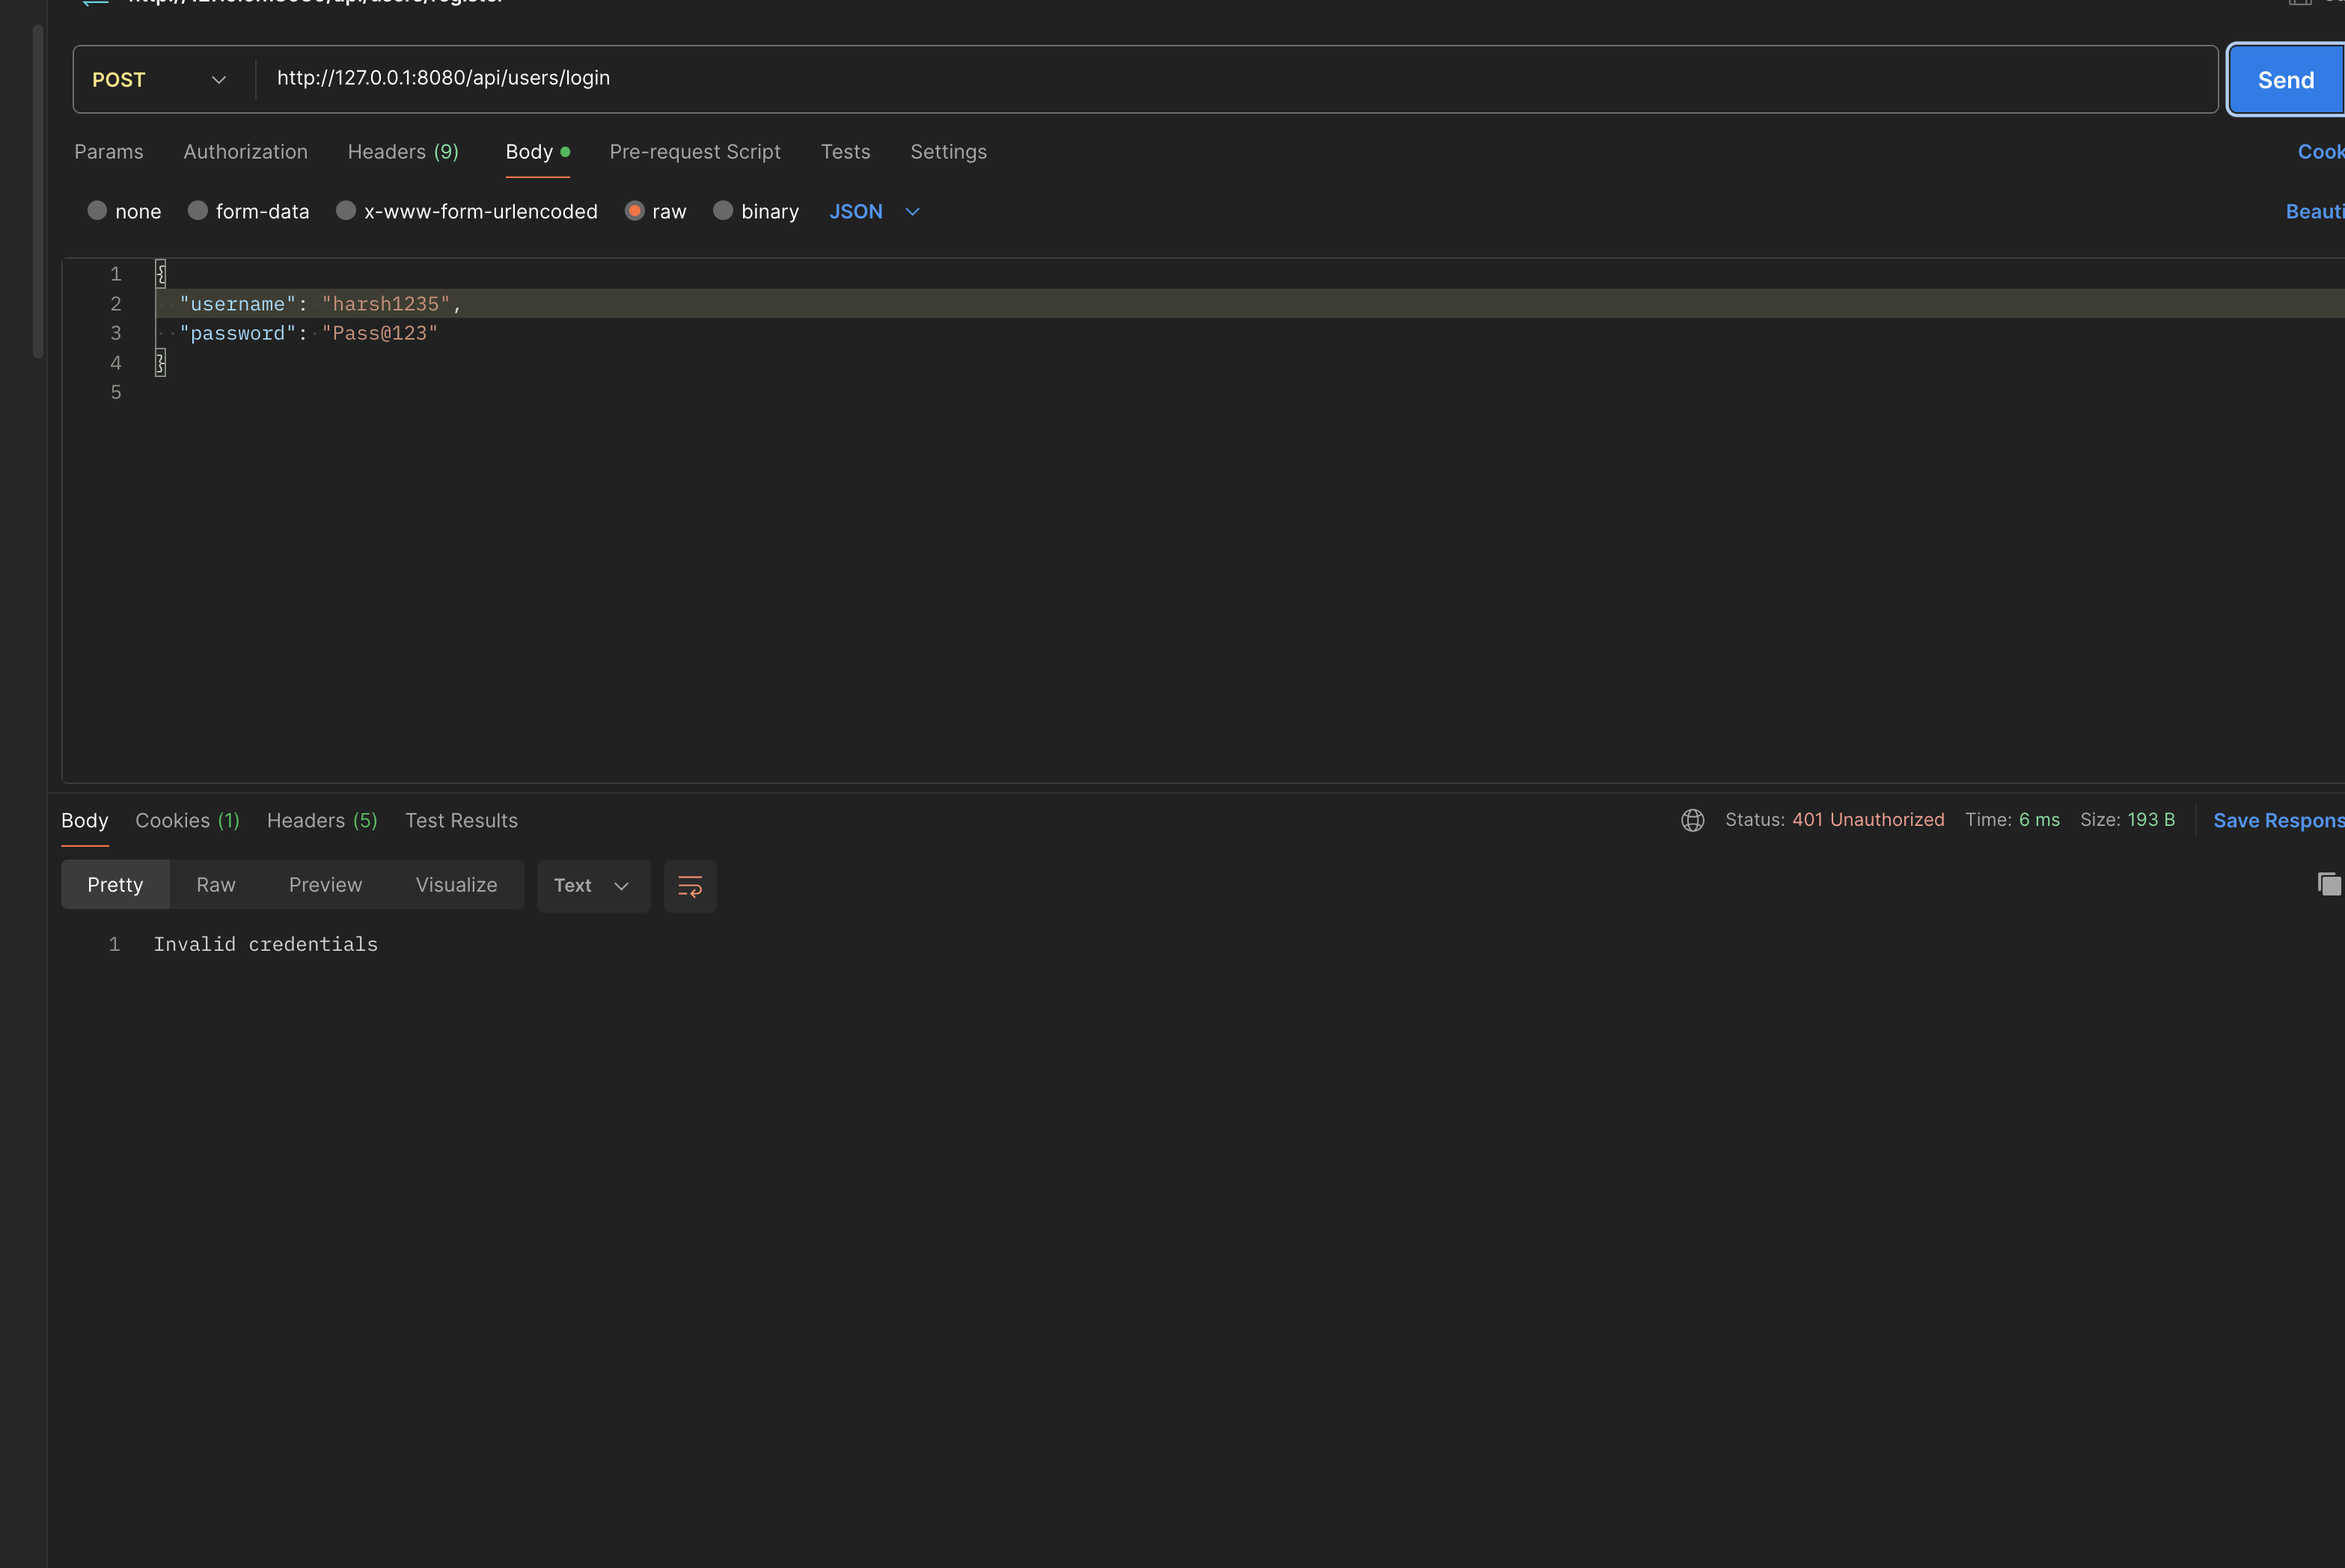 POST http://127.0.0.1:8080/api/users/login Send
Params Authorization Headers (9) Body Pre-request Script Tests Settings
none form-data x-www-form-urlencoded raw binary JSON
1 {
2 "username": "harsh1235",
3 "password": "Pass@123"
4 }
5
Body Cookies (1) Headers (5) Test Results Status: 401 Unauthorized Time: 6 ms Size: 193 B Save Respons
Pretty Raw Preview Visualize Text
1 Invalid credentials